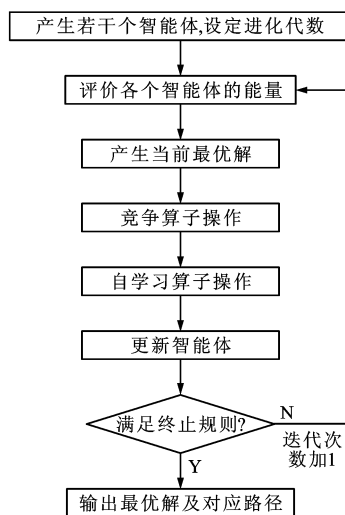 产生若干个智能体,设定进化代数
评价各个智能体的能量
产生当前最优解
竞争算子操作
自学习算子操作
更新智能体
满足终止规则?
N
迭代次
数加1
Y
输出最优解及对应路径